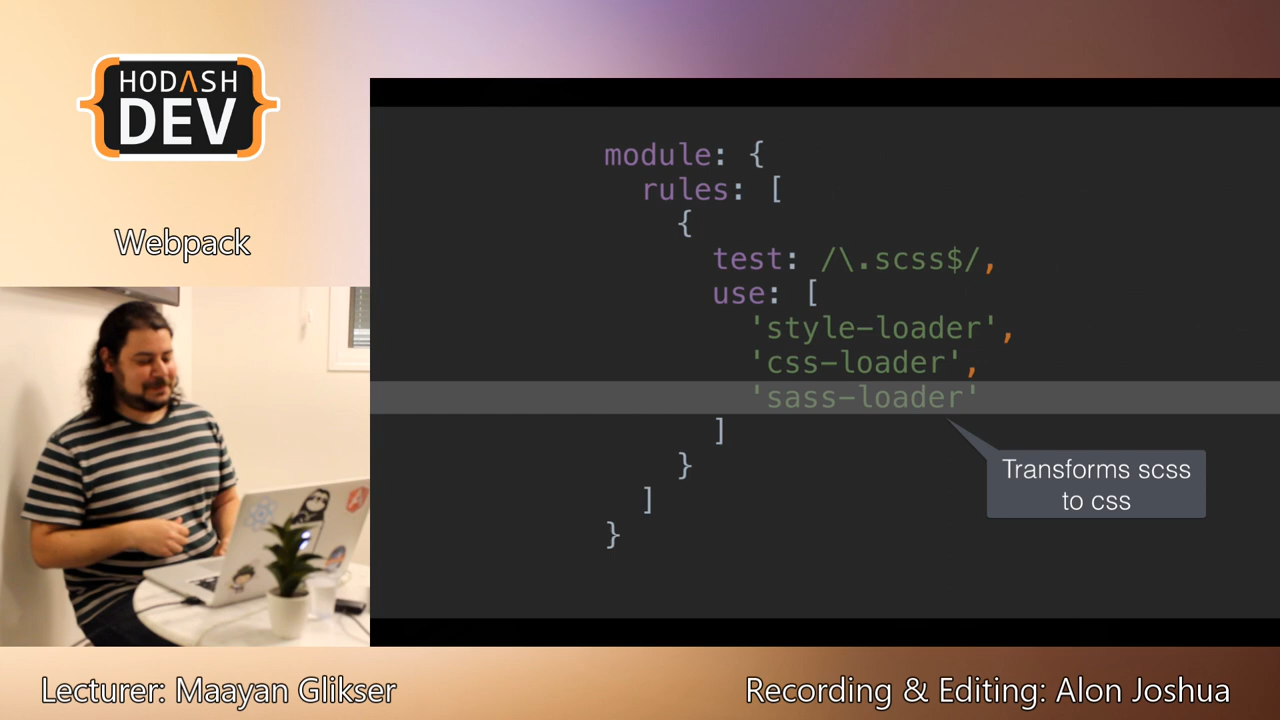 HODΛSH
DEV
Webpack
module: {
rules: [
{
test: /\.scss$/,
use: [
'style-loader',
'css-loader',
'sass-loader'
]
}
]
}
Transforms scss
to css
Lecturer: Maayan Glikser
Recording & Editing: Alon Joshua